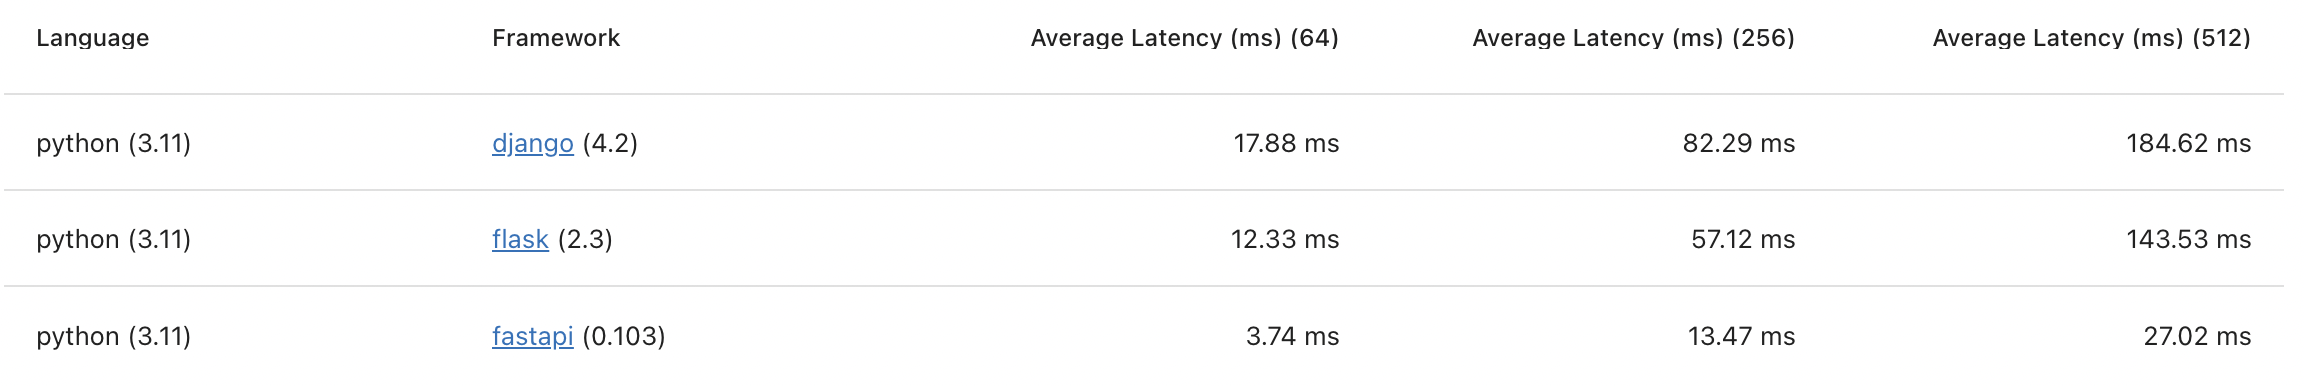 Language Framework Average Latency (ms) (64) Average Latency (ms) (256) Average Latency (ms) (512)
python (3.11) django (4.2) 17.88 ms 82.29 ms 184.62 ms
python (3.11) flask (2.3) 12.33 ms 57.12 ms 143.53 ms
python (3.11) fastapi (0.103) 3.74 ms 13.47 ms 27.02 ms